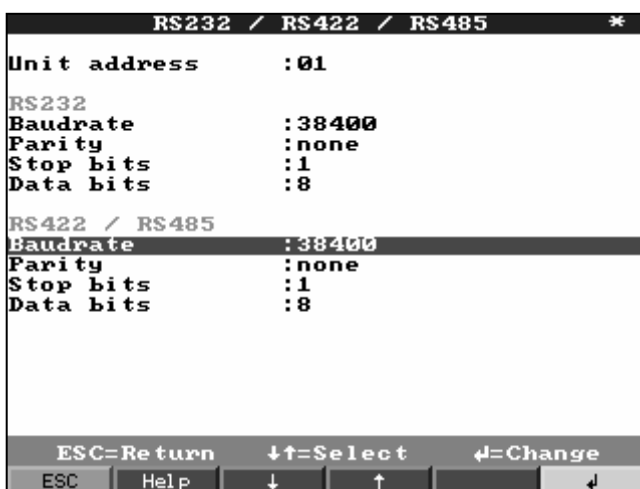 RS232 / RS422 / RS485 *
Unit address :01
RS232
Baudrate :38400
Parity :none
Stop bits :1
Data bits :8
RS422 / RS485
Baudrate :38400
Parity :none
Stop bits :1
Data bits :8
ESC=Return ↓↑=Select ↲=Change
ESC Help ↓ ↑ ↲